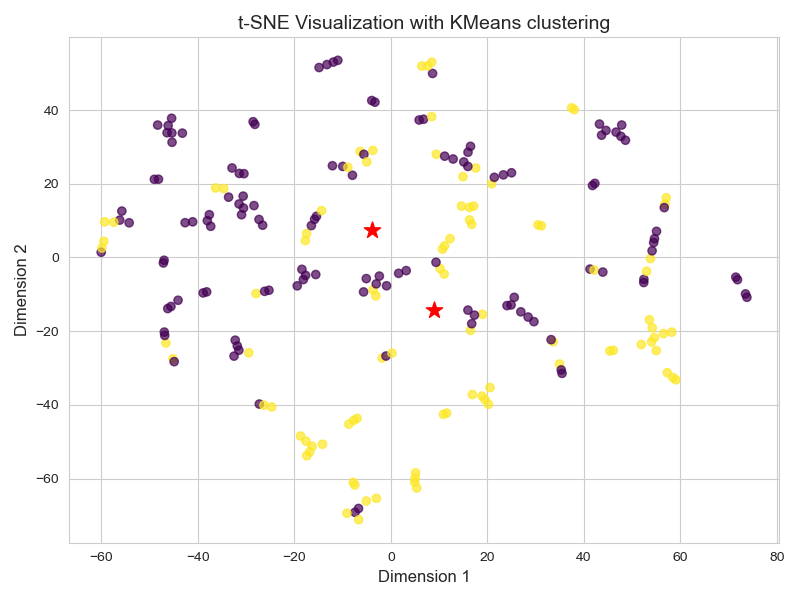 t-SNE Visualization with KMeans clustering
40
20
0
−20
−40
−60
Dimension 2
−60 −40 −20 0 20 40 60 80
Dimension 1